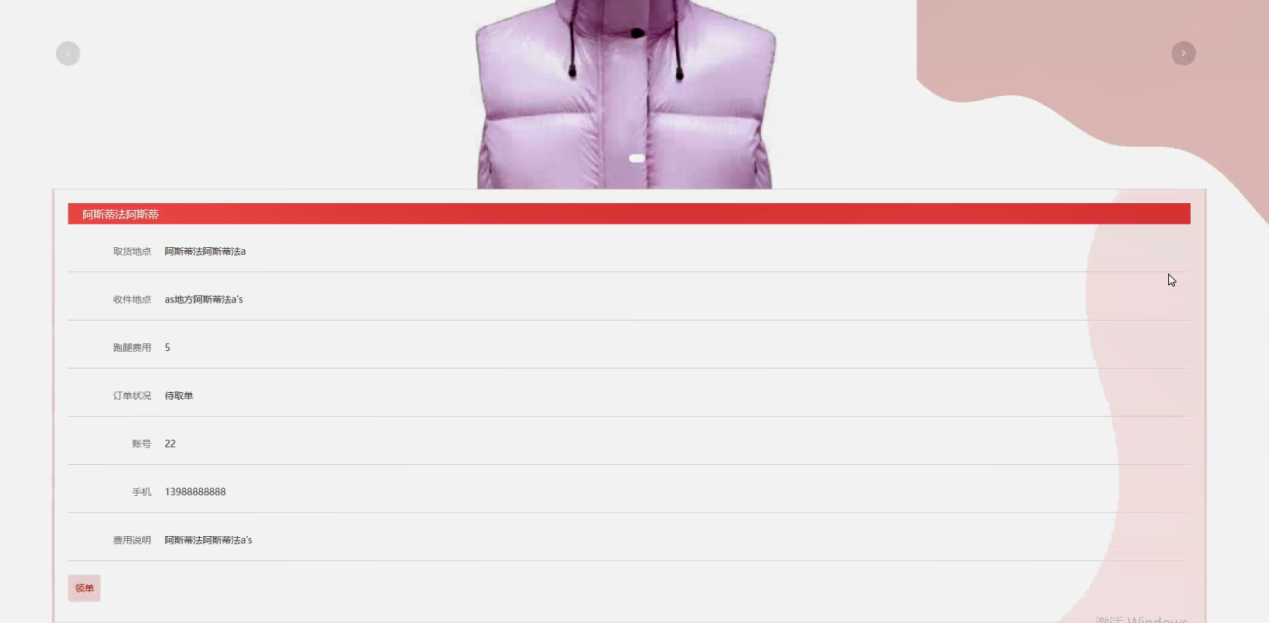 阿斯蒂法阿斯蒂
取货地点 阿斯蒂法阿斯蒂法a
收件地点 as地方阿斯蒂法a's
跑腿费用 5
订单状况 待取单
账号 22
手机 13988888888
费用说明 阿斯蒂法阿斯蒂法a's
领单
激活 Windows